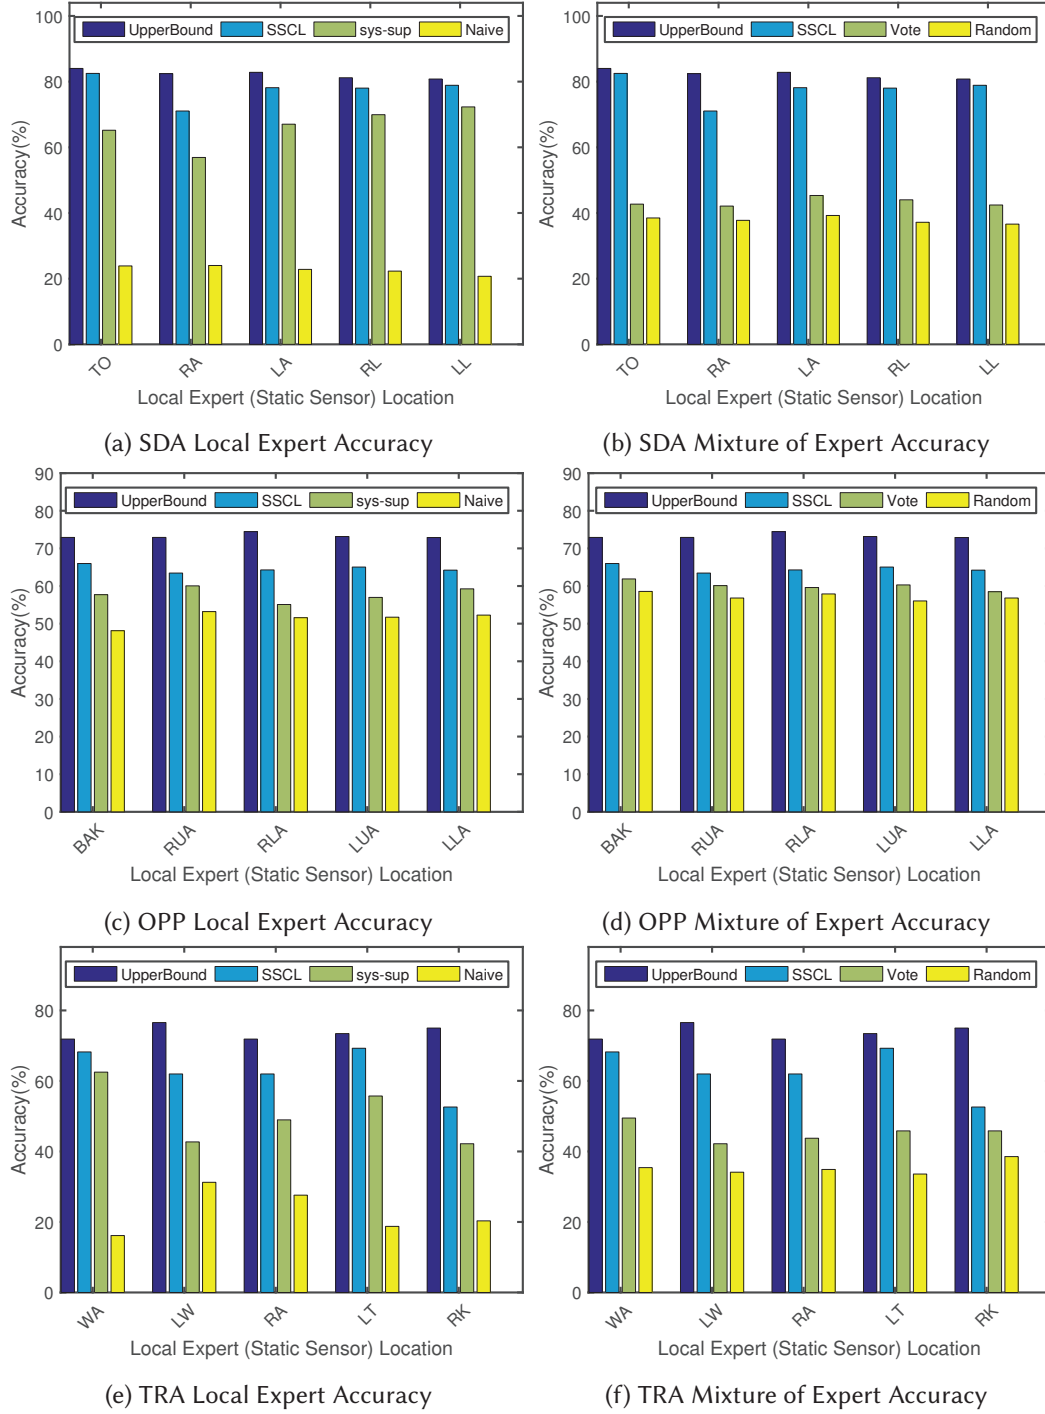 UpperBound SSCL sys-sup Naive
100
80
60
40
20
0
Accuracy(%)
TO RA LA RL LL
Local Expert (Static Sensor) Location
(a) SDA Local Expert Accuracy
UpperBound SSCL Vote Random
100
80
60
40
20
0
Accuracy(%)
TO RA LA RL LL
Local Expert (Static Sensor) Location
(b) SDA Mixture of Expert Accuracy
UpperBound SSCL sys-sup Naive
90
80
70
60
50
40
30
20
10
0
Accuracy(%)
BAK RUA RLA LUA LLA
Local Expert (Static Sensor) Location
(c) OPP Local Expert Accuracy
UpperBound SSCL Vote Random
90
80
70
60
50
40
30
20
10
0
Accuracy(%)
BAK RUA RLA LUA LLA
Local Expert (Static Sensor) Location
(d) OPP Mixture of Expert Accuracy
UpperBound SSCL sys-sup Naive
80
60
40
20
0
Accuracy(%)
WA LW RA LT RK
Local Expert (Static Sensor) Location
(e) TRA Local Expert Accuracy
UpperBound SSCL Vote Random
80
60
40
20
0
Accuracy(%)
WA LW RA LT RK
Local Expert (Static Sensor) Location
(f) TRA Mixture of Expert Accuracy